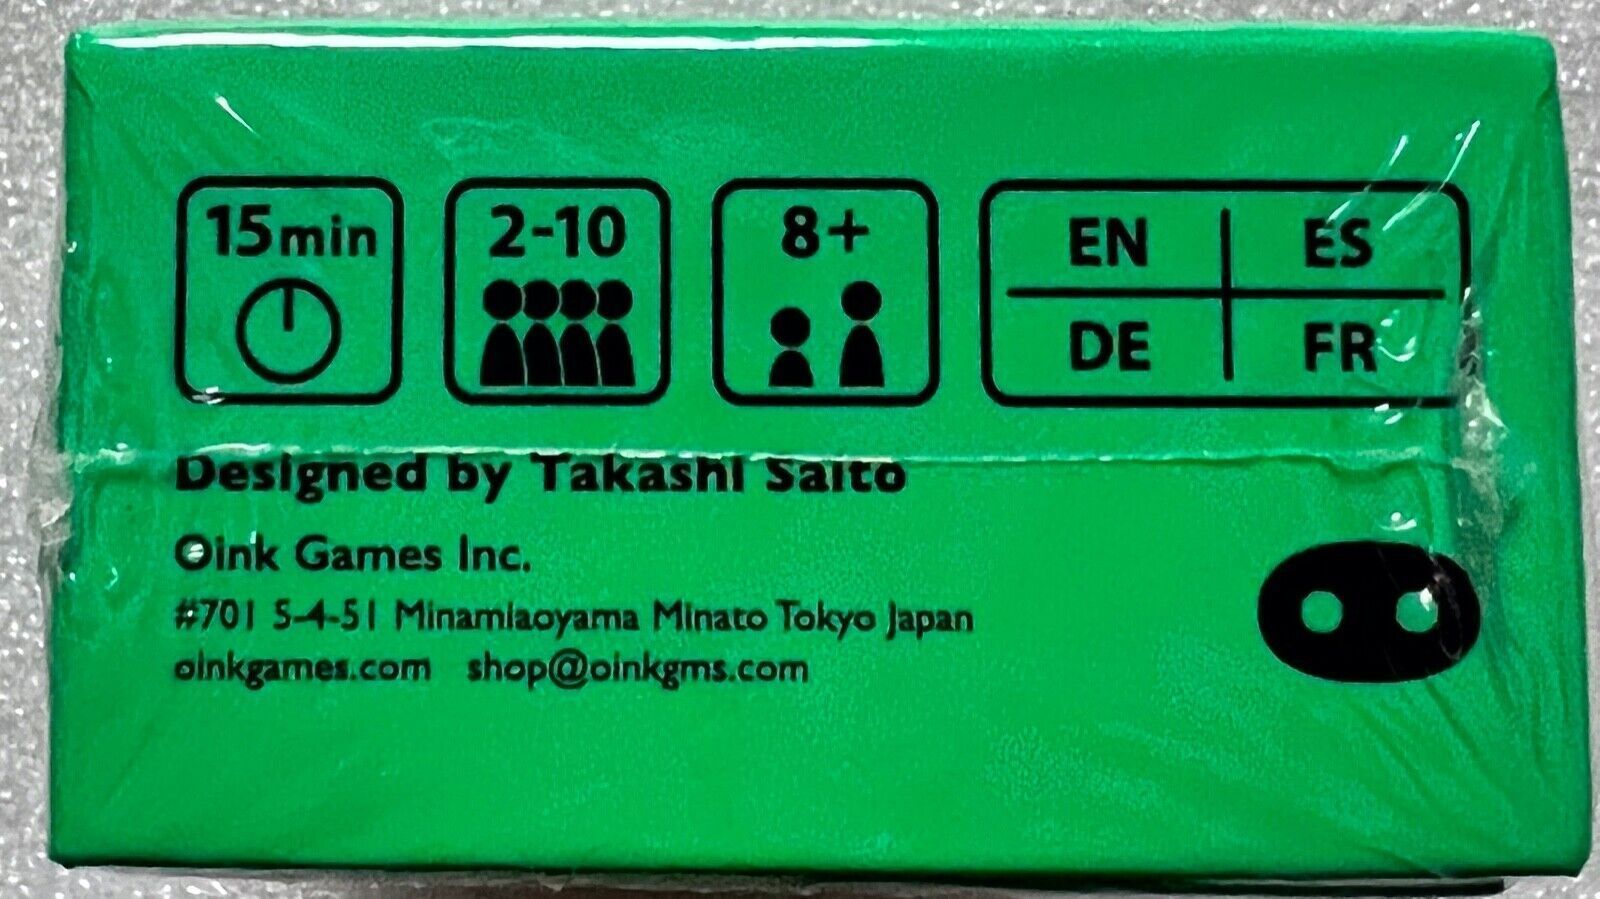 15min
2-10
8+
EN ES
DE FR
Designed by Takashi Saito
Oink Games Inc.
#701 5-4-51 Minamiaoyama Minato Tokyo Japan
oinkgames.com shop@oinkgms.com